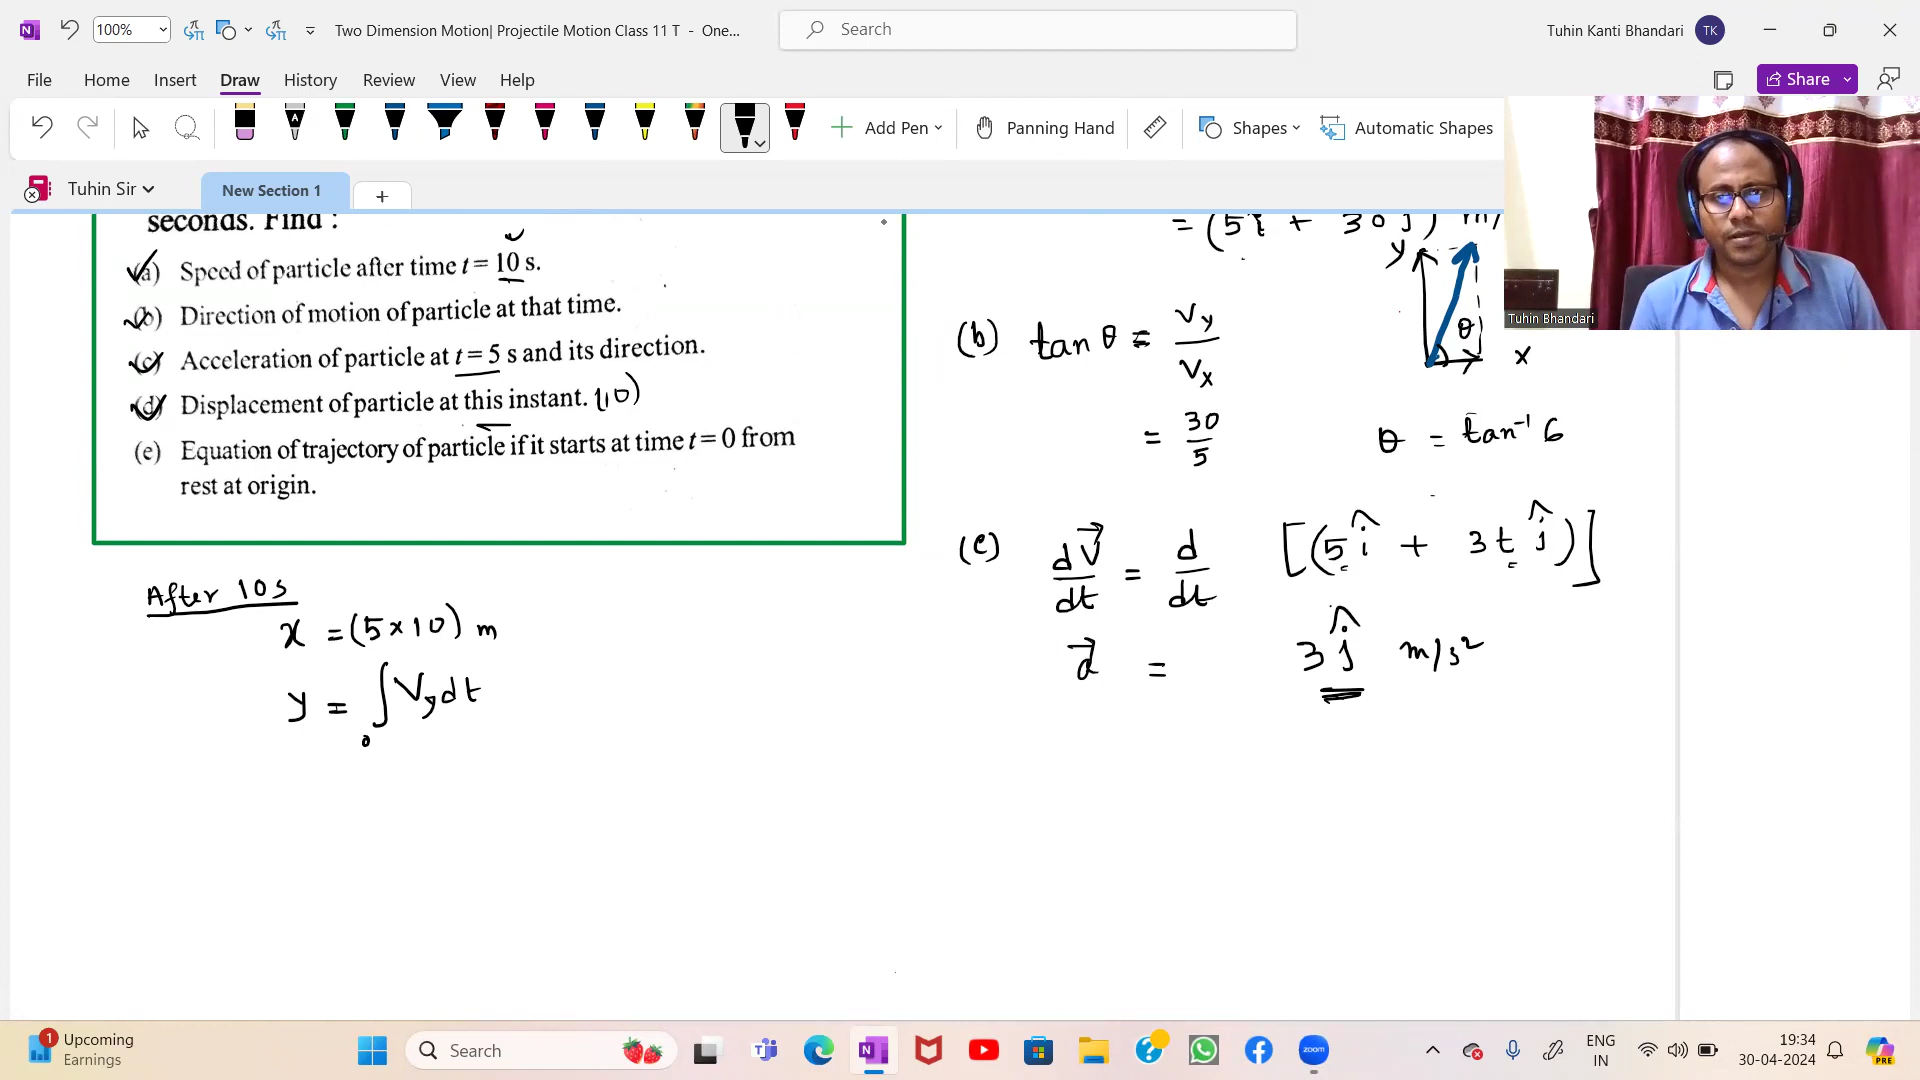 100%
Two Dimension Motion| Projectile Motion Class 11 T - One...
Search
Tuhin Kanti Bhandari
TK
File Home Insert Draw History Review View Help
Share
Add Pen
Panning Hand
Shapes
Automatic Shapes
Tuhin Sir
New Section 1
Tuhin Bhandari
seconds. Find :
(a) Speed of particle after time t = 10 s.
(b) Direction of motion of particle at that time.
(c) Acceleration of particle at t = 5 s and its direction.
(d) Displacement of particle at this instant. (10)
(e) Equation of trajectory of particle if it starts at time t = 0 from
rest at origin.
After 10s
x = (5×10) m
y = ∫₀ Vy dt
= (5î + 30ĵ) m/
y
θ
x
(b) tan θ = Vy/Vx
= 30/5
θ = tan⁻¹ 6
(c) dV⃗/dt = d/dt [(5î + 3tĵ)]
a⃗ = 3ĵ m/s²
1
Upcoming
Earnings
Search
zoom
ENG
IN
19:34
30-04-2024
PRE